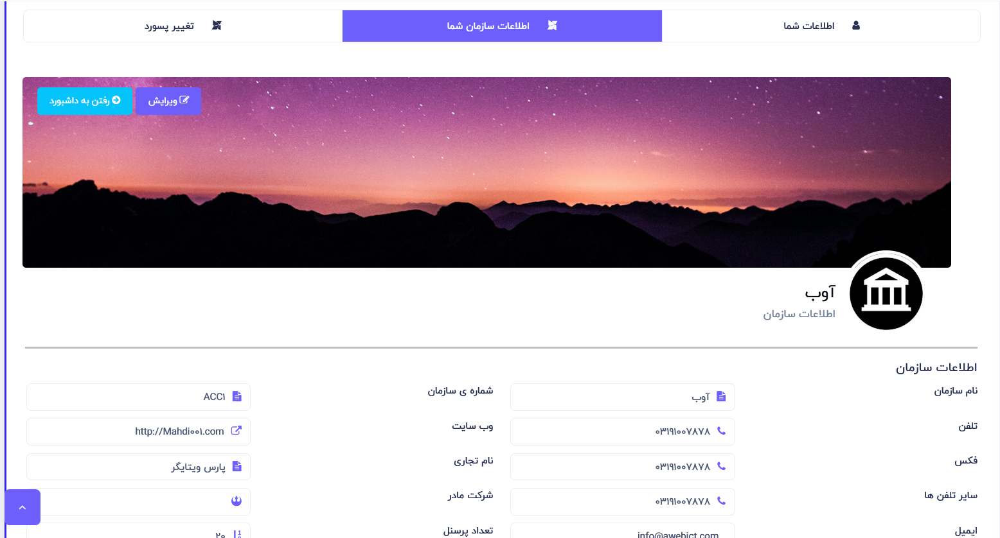 اطلاعات شما
اطلاعات سازمان شما
تغییر پسورد
ویرایش
رفتن به داشبورد
آوب
اطلاعات سازمان
اطلاعات سازمان
نام سازمان آوب شماره ی سازمان ACC۱
تلفن ۰۳۱۹۱۰۰۷۸۷۸ وب سایت http://Mahdi۰۰۱.com
فکس ۰۳۱۹۱۰۰۷۸۷۸ نام تجاری پارس ویتایگر
سایر تلفن ها ۰۳۱۹۱۰۰۷۸۷۸ شرکت مادر
ایمیل info@awebict.com تعداد پرسنل ۲۰